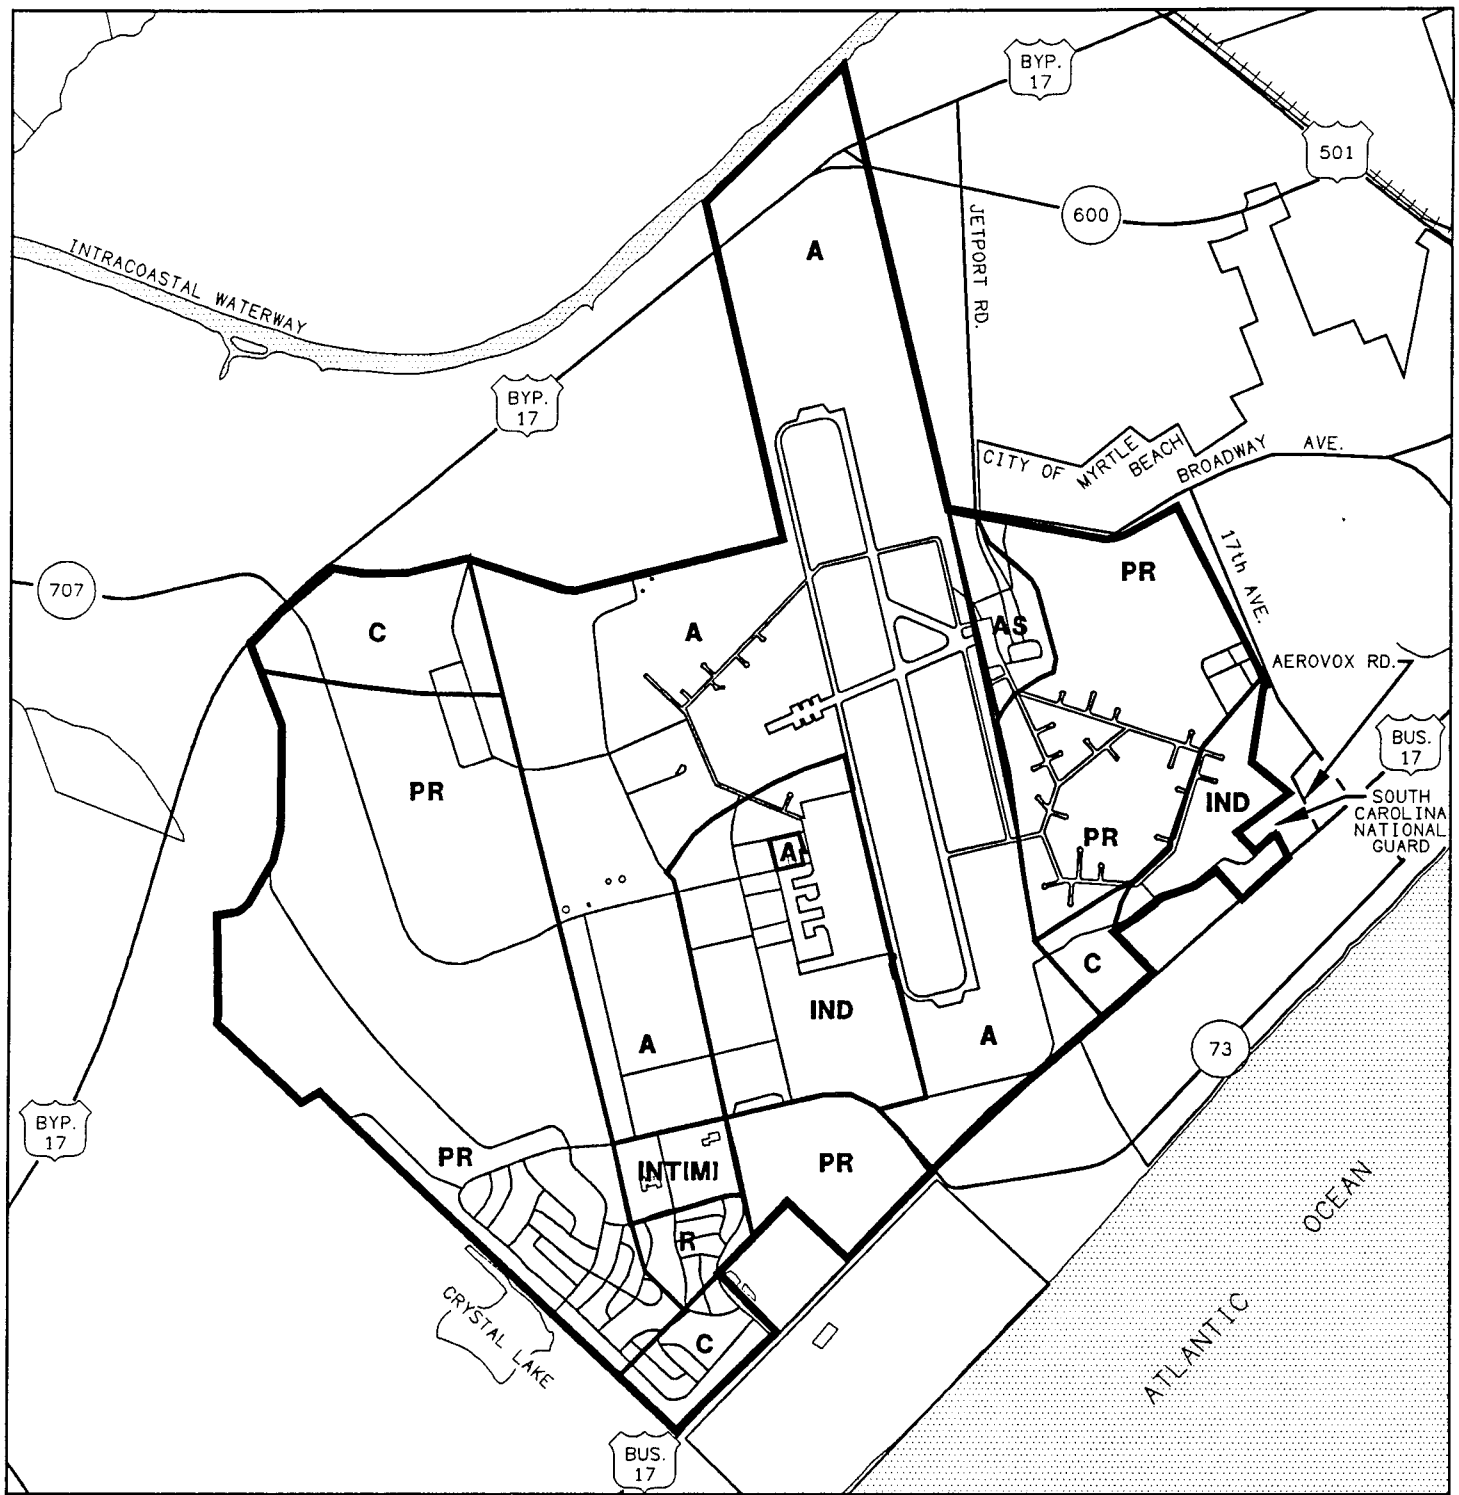 BYP.
17
501
600
A
JETPORT RD.
INTRACOASTAL WATERWAY
BYP.
17
CITY OF MYRTLE
BEACH
BROADWAY AVE.
17th AVE.
707
PR
C
A
AS
AEROVOX RD.
BUS.
17
PR
IND
SOUTH
CAROLINA
NATIONAL
GUARD
PR
A
C
IND
A
A
73
BYP.
17
PR
INT(M)
PR
R
CRYSTAL LAKE
C
ATLANTIC OCEAN
BUS.
17